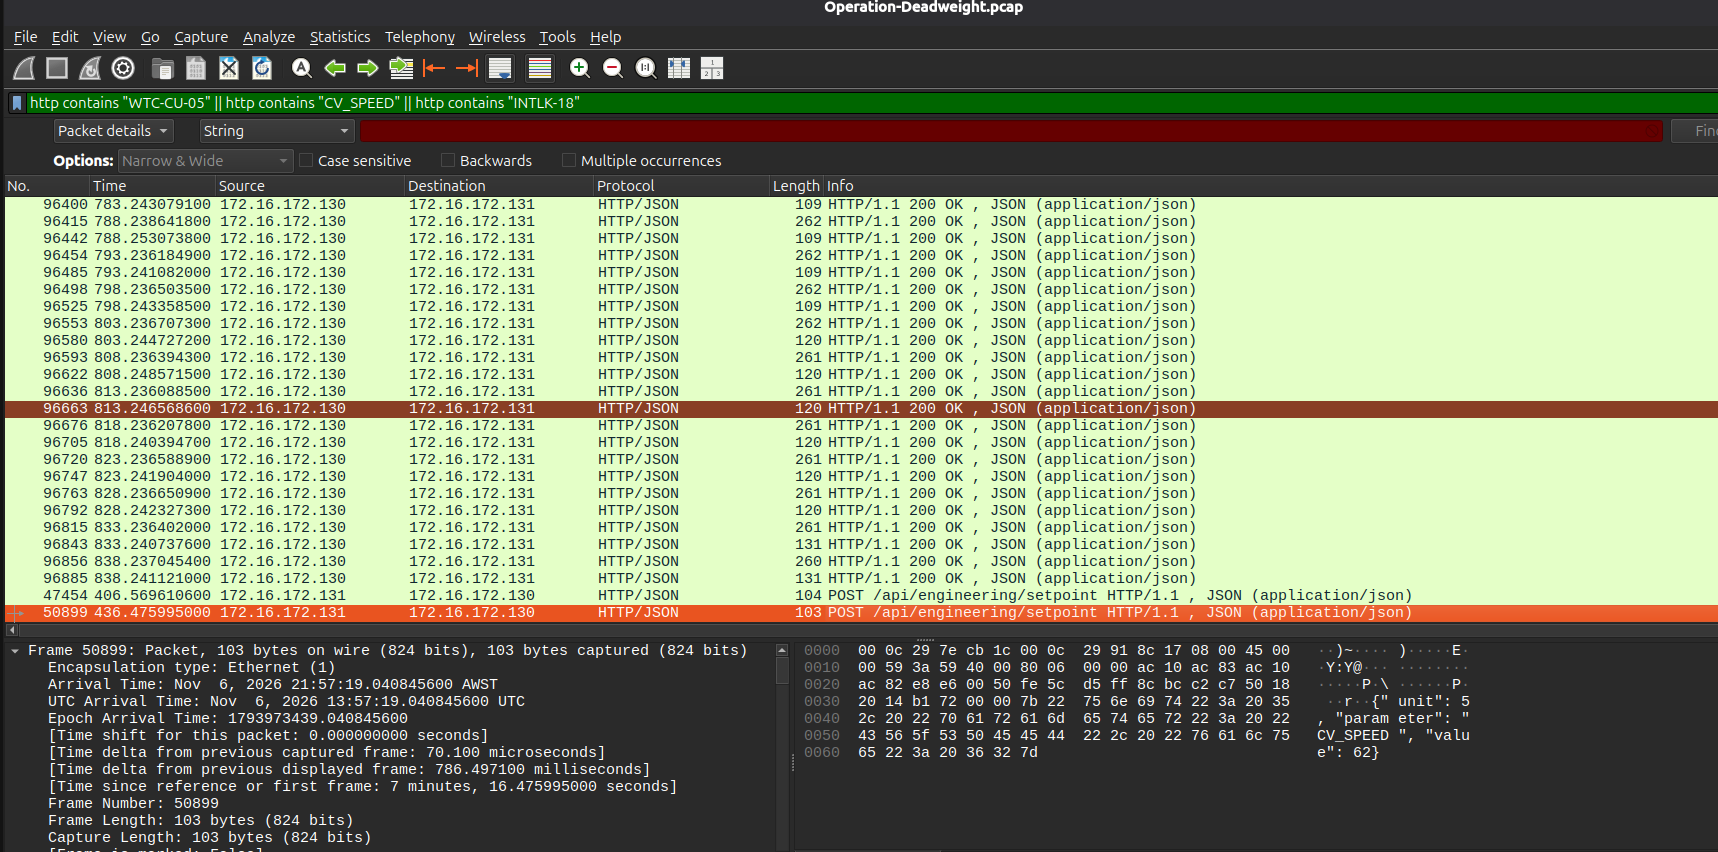 Operation-Deadweight.pcap
File Edit View Go Capture Analyze Statistics Telephony Wireless Tools Help
http contains "WTC-CU-05" || http contains "CV_SPEED" || http contains "INTLK-18"
Packet details String Find
Options: Narrow & Wide Case sensitive Backwards Multiple occurrences
No. Time Source Destination Protocol Length Info
96400 783.243079100 172.16.172.130 172.16.172.131 HTTP/JSON 109 HTTP/1.1 200 OK , JSON (application/json)
96415 788.238641800 172.16.172.130 172.16.172.131 HTTP/JSON 262 HTTP/1.1 200 OK , JSON (application/json)
96442 788.253073800 172.16.172.130 172.16.172.131 HTTP/JSON 109 HTTP/1.1 200 OK , JSON (application/json)
96454 793.236184900 172.16.172.130 172.16.172.131 HTTP/JSON 262 HTTP/1.1 200 OK , JSON (application/json)
96485 793.241082000 172.16.172.130 172.16.172.131 HTTP/JSON 109 HTTP/1.1 200 OK , JSON (application/json)
96498 798.236503500 172.16.172.130 172.16.172.131 HTTP/JSON 262 HTTP/1.1 200 OK , JSON (application/json)
96525 798.243358500 172.16.172.130 172.16.172.131 HTTP/JSON 109 HTTP/1.1 200 OK , JSON (application/json)
96553 803.236707300 172.16.172.130 172.16.172.131 HTTP/JSON 262 HTTP/1.1 200 OK , JSON (application/json)
96580 803.244727200 172.16.172.130 172.16.172.131 HTTP/JSON 120 HTTP/1.1 200 OK , JSON (application/json)
96593 808.236394300 172.16.172.130 172.16.172.131 HTTP/JSON 261 HTTP/1.1 200 OK , JSON (application/json)
96622 808.248571500 172.16.172.130 172.16.172.131 HTTP/JSON 120 HTTP/1.1 200 OK , JSON (application/json)
96636 813.236088500 172.16.172.130 172.16.172.131 HTTP/JSON 261 HTTP/1.1 200 OK , JSON (application/json)
96663 813.246568600 172.16.172.130 172.16.172.131 HTTP/JSON 120 HTTP/1.1 200 OK , JSON (application/json)
96676 818.236207800 172.16.172.130 172.16.172.131 HTTP/JSON 261 HTTP/1.1 200 OK , JSON (application/json)
96705 818.240394700 172.16.172.130 172.16.172.131 HTTP/JSON 120 HTTP/1.1 200 OK , JSON (application/json)
96720 823.236588900 172.16.172.130 172.16.172.131 HTTP/JSON 261 HTTP/1.1 200 OK , JSON (application/json)
96747 823.241904000 172.16.172.130 172.16.172.131 HTTP/JSON 120 HTTP/1.1 200 OK , JSON (application/json)
96763 828.236650900 172.16.172.130 172.16.172.131 HTTP/JSON 261 HTTP/1.1 200 OK , JSON (application/json)
96792 828.242327300 172.16.172.130 172.16.172.131 HTTP/JSON 120 HTTP/1.1 200 OK , JSON (application/json)
96815 833.236402000 172.16.172.130 172.16.172.131 HTTP/JSON 261 HTTP/1.1 200 OK , JSON (application/json)
96843 833.240737600 172.16.172.130 172.16.172.131 HTTP/JSON 131 HTTP/1.1 200 OK , JSON (application/json)
96856 838.237045400 172.16.172.130 172.16.172.131 HTTP/JSON 260 HTTP/1.1 200 OK , JSON (application/json)
96885 838.241121000 172.16.172.130 172.16.172.131 HTTP/JSON 131 HTTP/1.1 200 OK , JSON (application/json)
47454 406.569610600 172.16.172.131 172.16.172.130 HTTP/JSON 104 POST /api/engineering/setpoint HTTP/1.1 , JSON (application/json)
50899 436.475995000 172.16.172.131 172.16.172.130 HTTP/JSON 103 POST /api/engineering/setpoint HTTP/1.1 , JSON (application/json)
Frame 50899: Packet, 103 bytes on wire (824 bits), 103 bytes captured (824 bits)
Encapsulation type: Ethernet (1)
Arrival Time: Nov  6, 2026 21:57:19.040845600 AWST
UTC Arrival Time: Nov  6, 2026 13:57:19.040845600 UTC
Epoch Arrival Time: 1793973439.040845600
[Time shift for this packet: 0.000000000 seconds]
[Time delta from previous captured frame: 70.100 microseconds]
[Time delta from previous displayed frame: 786.497100 milliseconds]
[Time since reference or first frame: 7 minutes, 16.475995000 seconds]
Frame Number: 50899
Frame Length: 103 bytes (824 bits)
Capture Length: 103 bytes (824 bits)
[Frame is marked: False]
0000 00 0c 29 7e cb 1c 00 0c 29 91 8c 17 08 00 45 00 ··)~···· )·····E·
0010 00 59 3a 59 40 00 80 06 00 00 ac 10 ac 83 ac 10 ·Y:Y@··· ········
0020 ac 82 e8 e6 00 50 fe 5c d5 ff 8c bc c2 c7 50 18 ·····P·\ ······P·
0030 20 14 b1 72 00 00 7b 22 75 6e 69 74 22 3a 20 35 ··r··{" unit": 5
0040 2c 20 22 70 61 72 61 6d 65 74 65 72 22 3a 20 22 , "param eter": "
0050 43 56 5f 53 50 45 45 44 22 2c 20 22 76 61 6c 75 CV_SPEED ", "valu
0060 65 22 3a 20 36 32 7d e": 62}